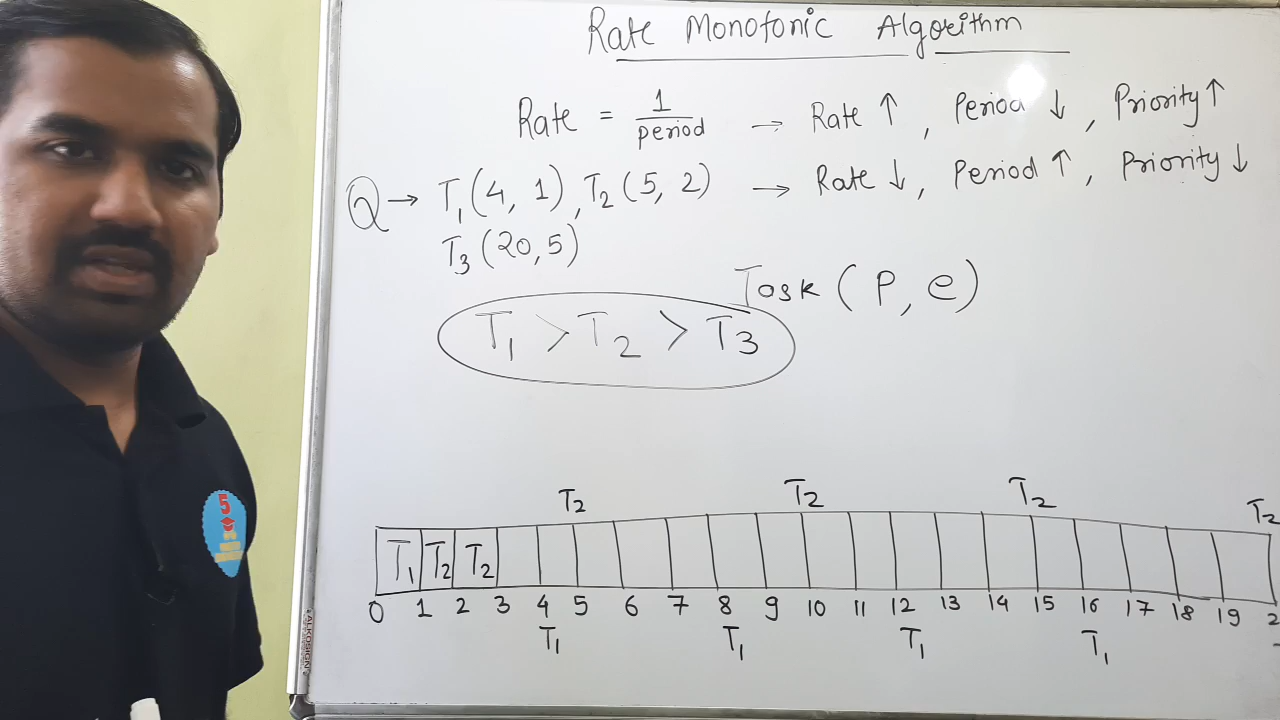 Rate Monotonic Algorithm
Rate = 1/period → Rate ↑, Period ↓, Priority ↑
Q → T1(4, 1), T2(5, 2) → Rate ↓, Period ↑, Priority ↓
T3(20,5)
Task(P, e)
T1 > T2 > T3
T2 T2 T2 T2
T1 T2 T2
0 1 2 3 4 5 6 7 8 9 10 11 12 13 14 15 16 17 18 19 2
T1 T1 T1 T1
5
ALKOSIGN